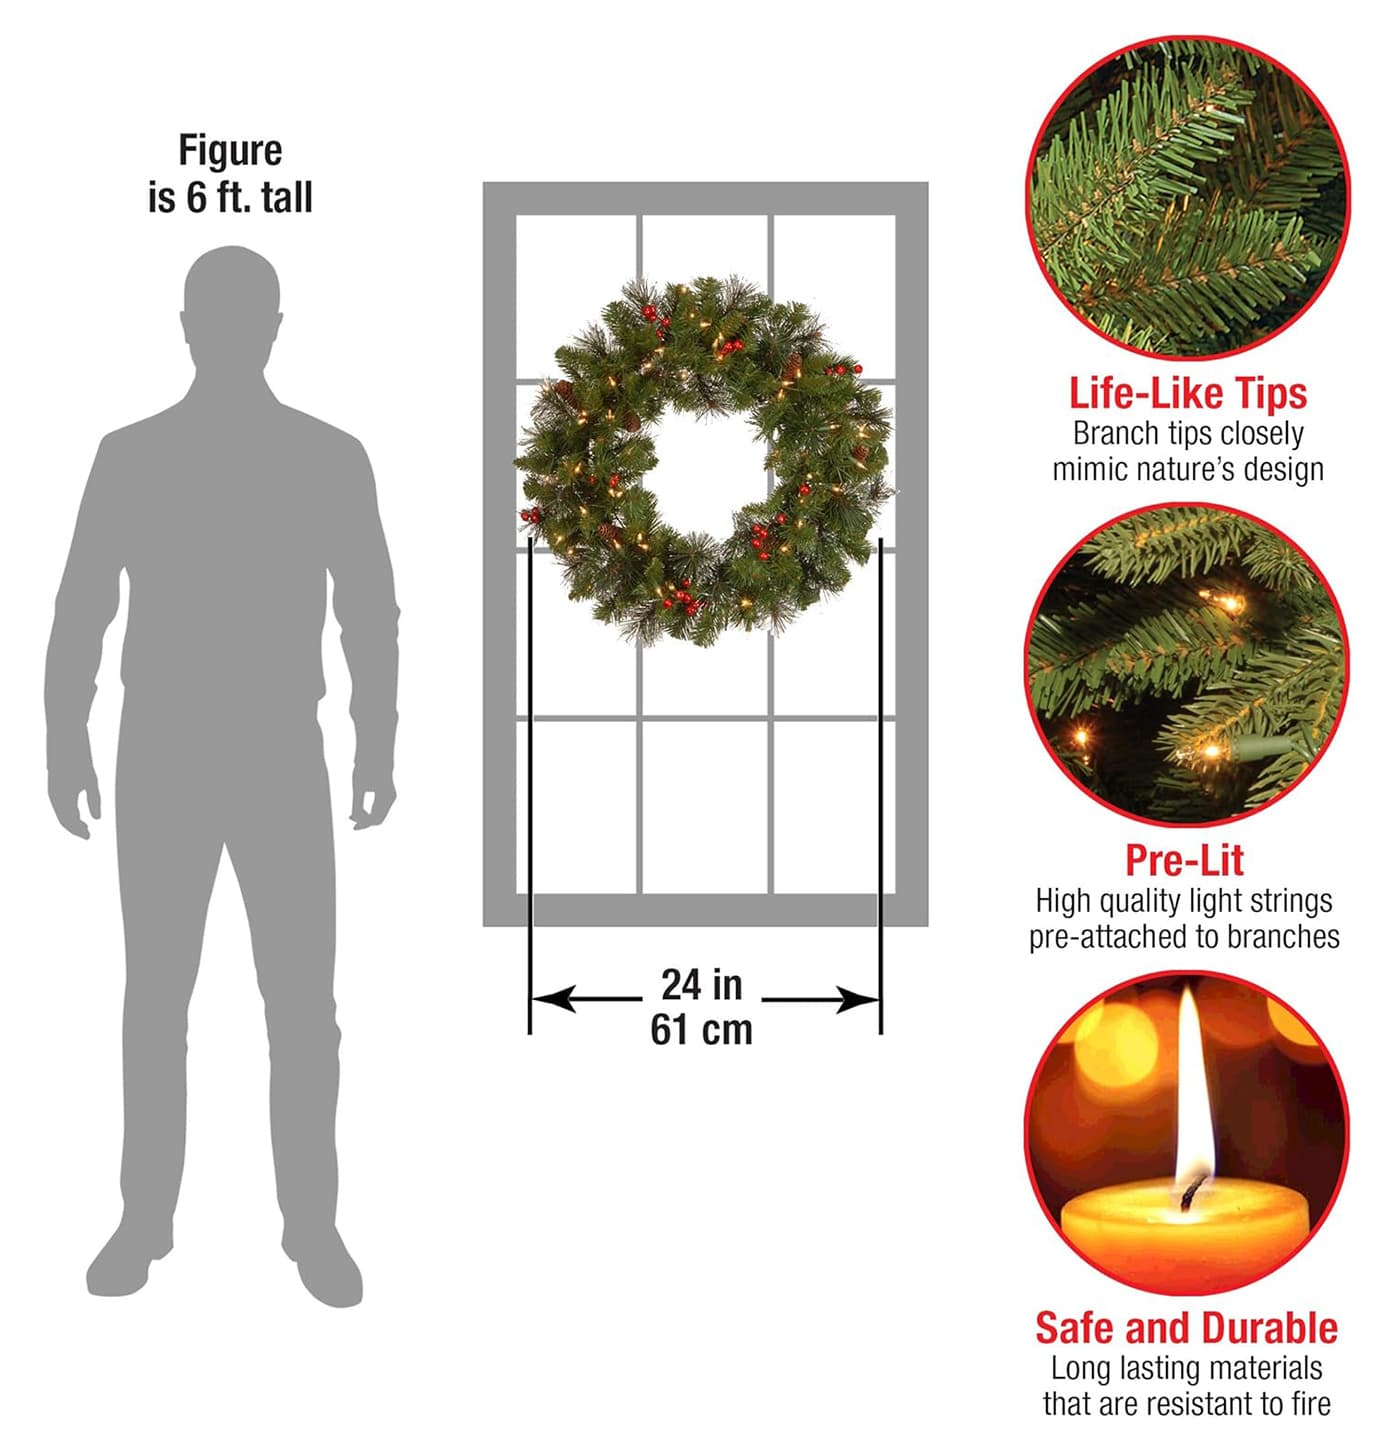 Figure
is 6 ft. tall
24 in
61 cm
Life-Like Tips
Branch tips closely
mimic nature's design
Pre-Lit
High quality light strings
pre-attached to branches
Safe and Durable
Long lasting materials
that are resistant to fire